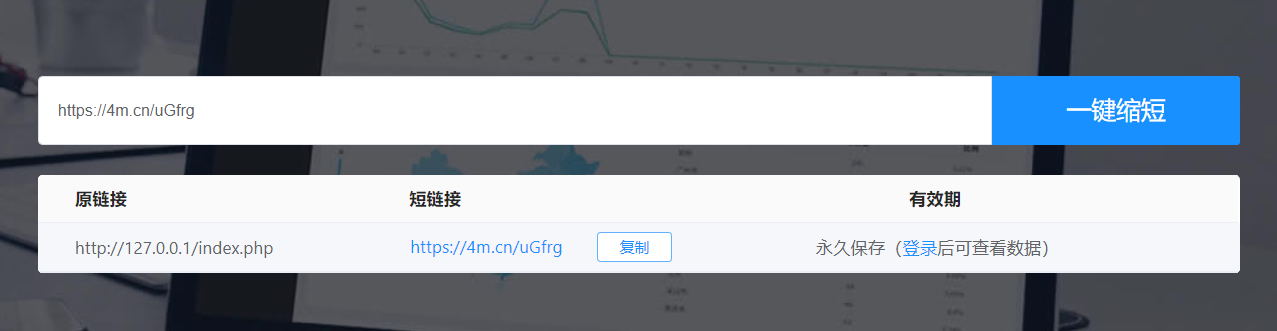 https://4m.cn/uGfrg 一键缩短
原链接 短链接 有效期
http://127.0.0.1/index.php https://4m.cn/uGfrg 复制 永久保存（登录后可查看数据）